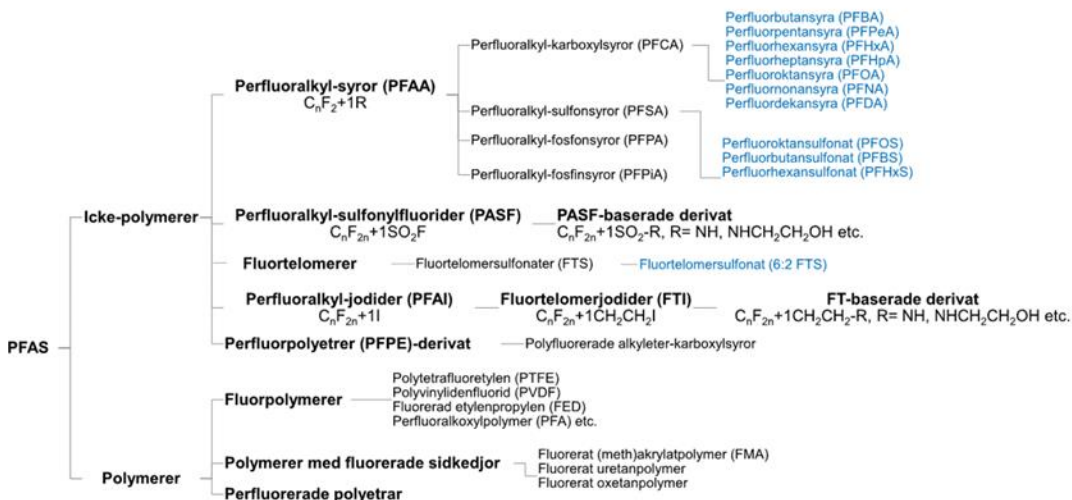 PFAS
Icke-polymerer
Perfluoralkyl-syror (PFAA)
CₙF₂+1R
Perfluoralkyl-karboxylsyror (PFCA)
Perfluorbutansyra (PFBA)
Perfluorpentansyra (PFPeA)
Perfluorhexansyra (PFHxA)
Perfluorheptansyra (PFHpA)
Perfluoroktansyra (PFOA)
Perfluornonansyra (PFNA)
Perfluordekansyra (PFDA)
Perfluoralkyl-sulfonsyror (PFSA)
Perfluoroktansulfonat (PFOS)
Perfluorbutansulfonat (PFBS)
Perfluorhexansulfonat (PFHxS)
Perfluoralkyl-fosfonsyror (PFPA)
Perfluoralkyl-fosfinsyror (PFPiA)
Perfluoralkyl-sulfonylfluorider (PASF)
CₙF₂ₙ+1SO₂F
PASF-baserade derivat
CₙF₂ₙ+1SO₂-R, R= NH, NHCH₂CH₂OH etc.
Fluortelomerer
Fluortelomersulfonater (FTS)
Fluortelomersulfonat (6:2 FTS)
Perfluoralkyl-jodider (PFAI)
CₙF₂ₙ+1I
Fluortelomerjodider (FTI)
CₙF₂ₙ+1CH₂CH₂I
FT-baserade derivat
CₙF₂ₙ+1CH₂CH₂-R, R= NH, NHCH₂CH₂OH etc.
Perfluorpolyetrer (PFPE)-derivat
Polyfluorerade alkyleter-karboxylsyror
Polymerer
Fluorpolymerer
Polytetrafluoretylen (PTFE)
Polyvinylidenfluorid (PVDF)
Fluorerad etylenpropylen (FED)
Perfluoralkoxylpolymer (PFA) etc.
Polymerer med fluorerade sidkedjor
Fluorerat (meth)akrylatpolymer (FMA)
Fluorerat uretanpolymer
Fluorerat oxetanpolymer
Perfluorerade polyetrar